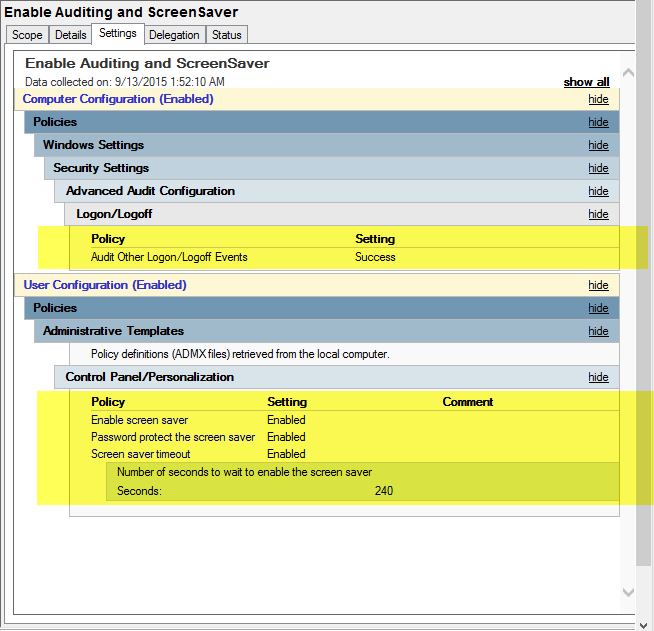 Enable Auditing and ScreenSaver
Scope Details Settings Delegation Status
Enable Auditing and ScreenSaver
Data collected on: 9/13/2015 1:52:10 AM show all
Computer Configuration (Enabled) hide
Policies hide
Windows Settings hide
Security Settings hide
Advanced Audit Configuration hide
Logon/Logoff hide
Policy Setting
Audit Other Logon/Logoff Events Success
User Configuration (Enabled) hide
Policies hide
Administrative Templates hide
Policy definitions (ADMX files) retrieved from the local computer.
Control Panel/Personalization hide
Policy Setting Comment
Enable screen saver Enabled
Password protect the screen saver Enabled
Screen saver timeout Enabled
Number of seconds to wait to enable the screen saver
Seconds: 240